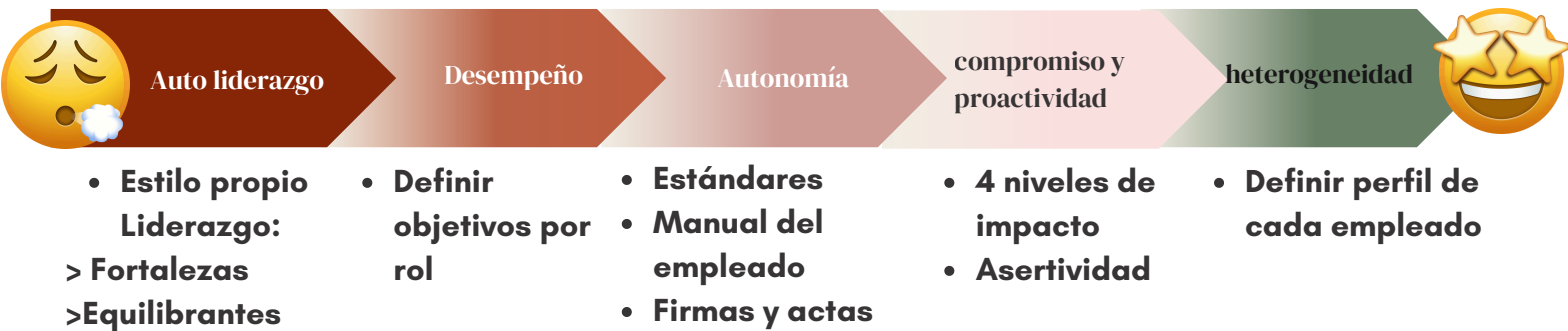 Auto liderazgo
Desempeño
Autonomía
compromiso y
proactividad
heterogeneidad
• Estilo propio
Liderazgo:
> Fortalezas
>Equilibrantes
• Definir
objetivos por
rol
• Estándares
• Manual del
empleado
• Firmas y actas
• 4 niveles de
impacto
• Asertividad
• Definir perfil de
cada empleado